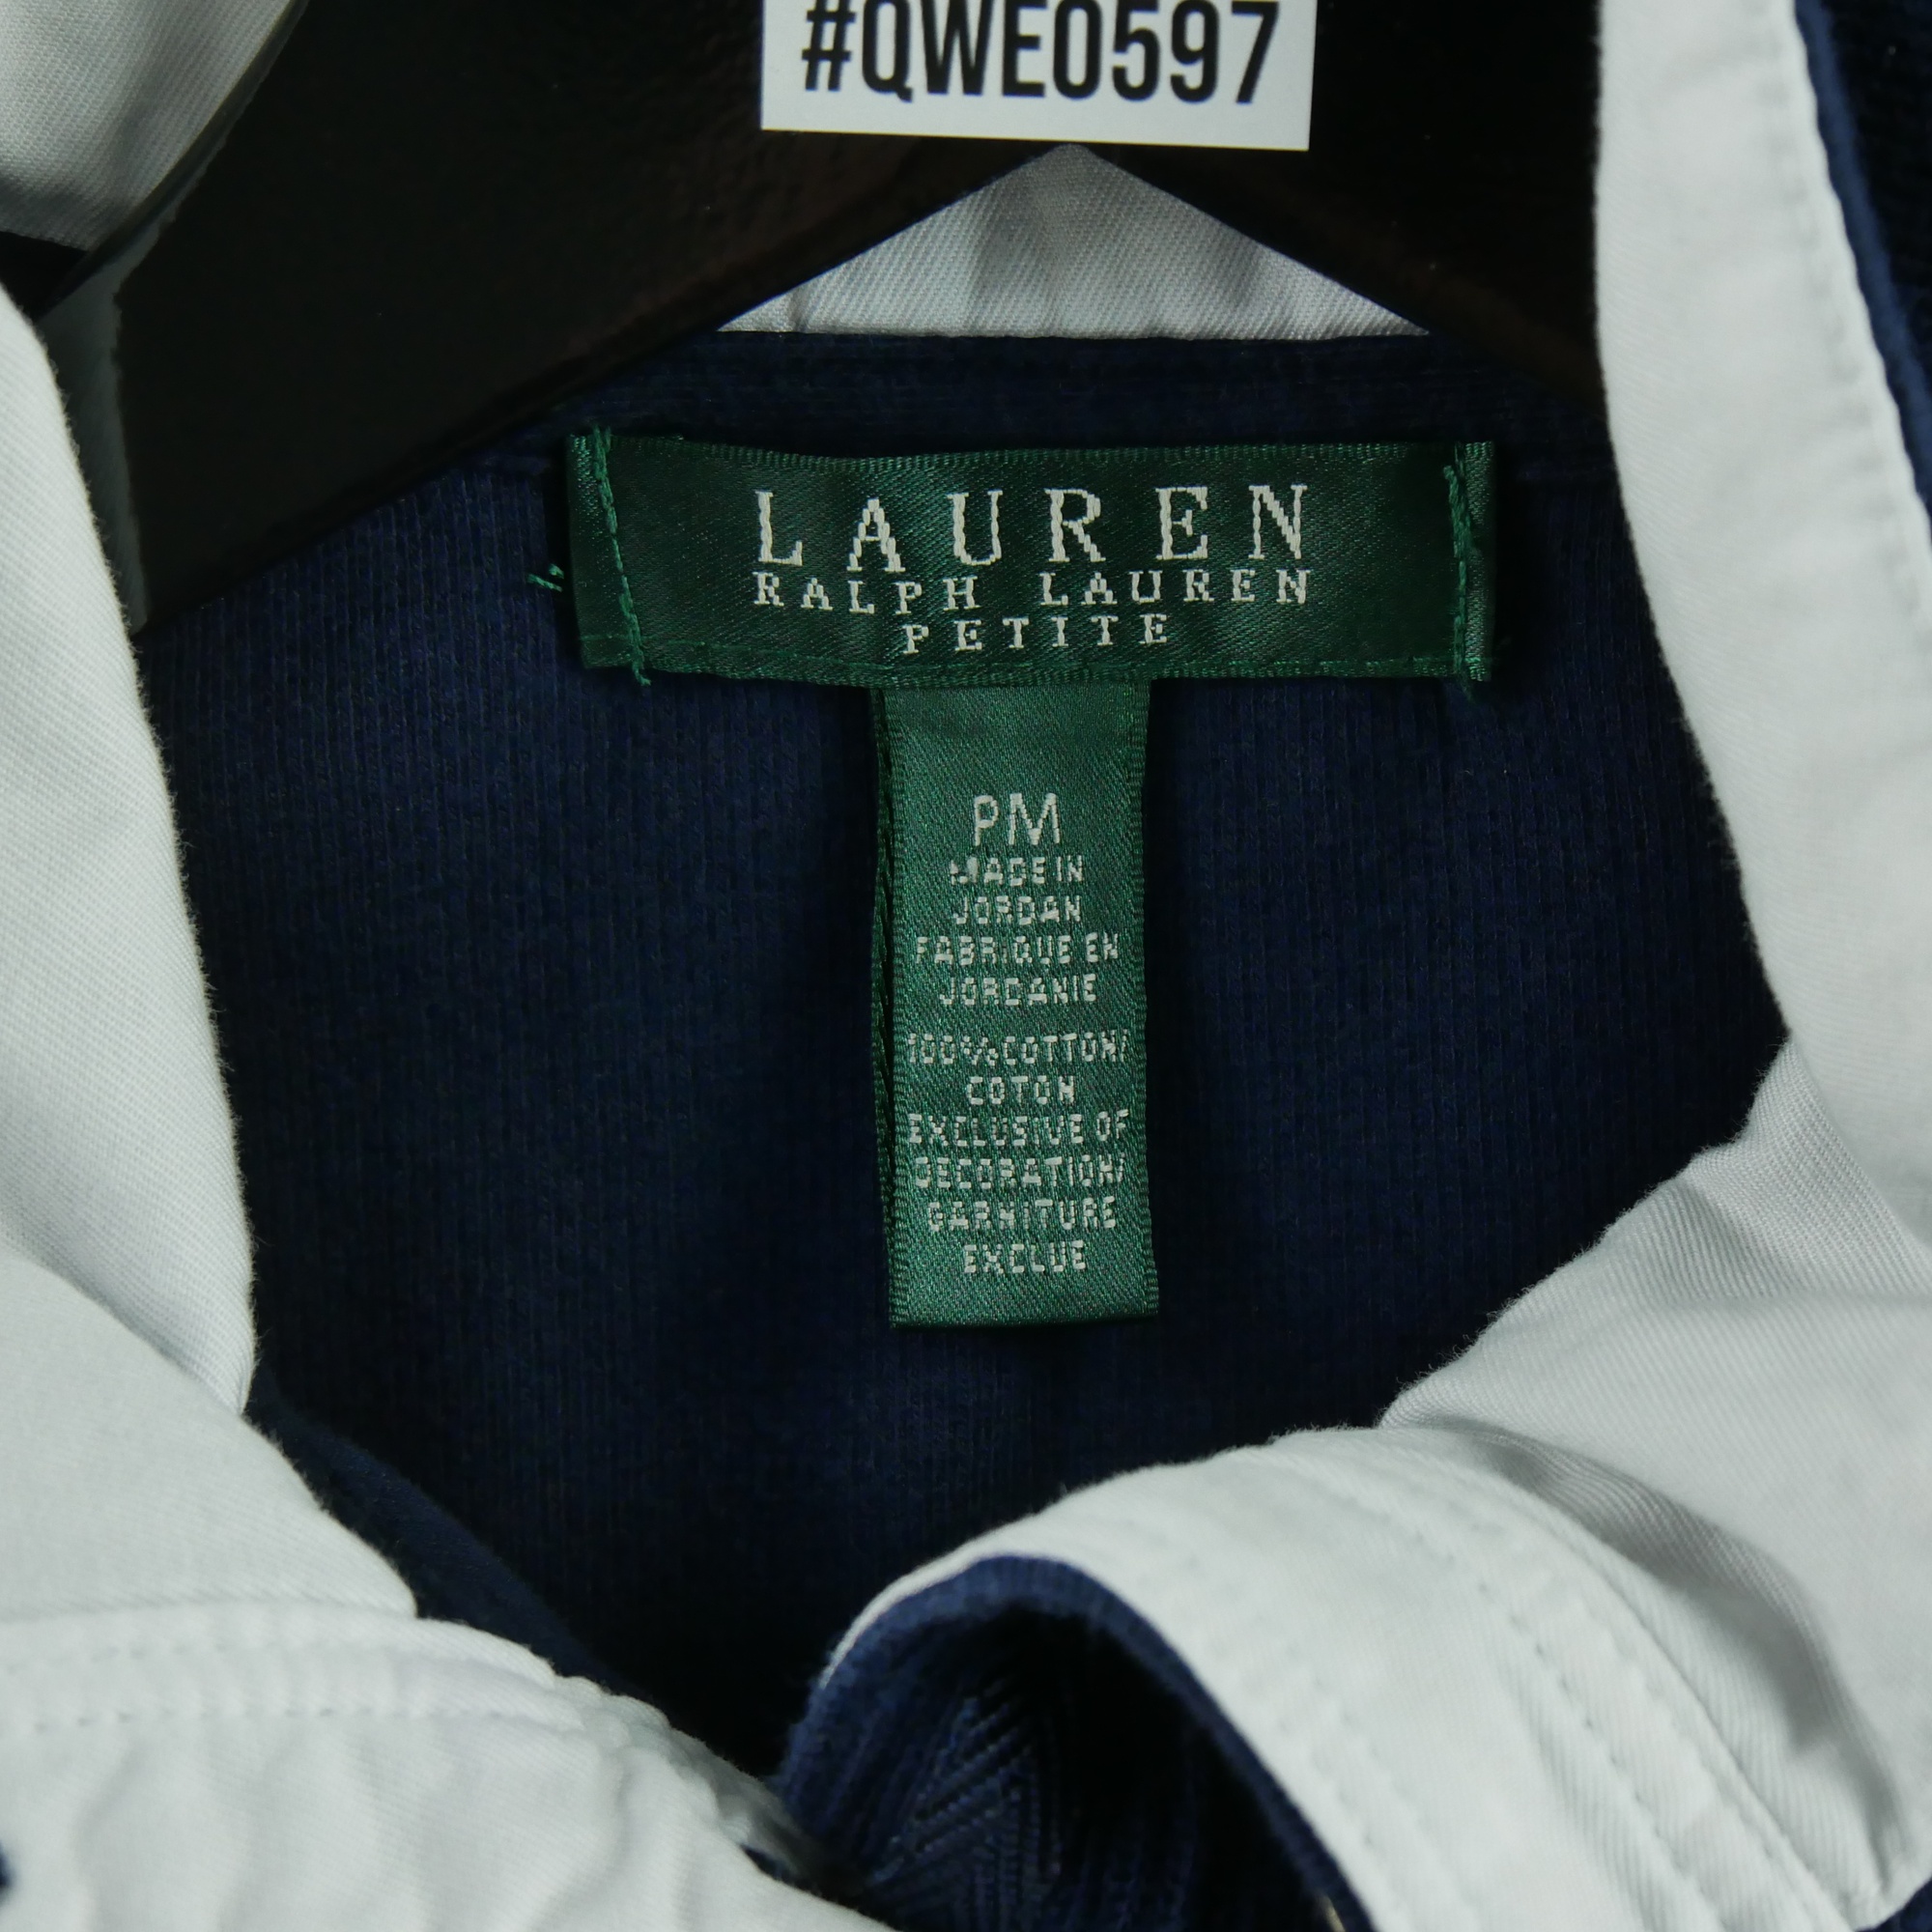 #QWE0597
LAUREN
RALPH LAUREN
PETITE
PM
MADE IN
JORDAN
FABRIQUE EN
JORDANIE
100%COTTON/
COTON
EXCLUSIVE OF
DECORATION/
GARNITURE
EXCLUE